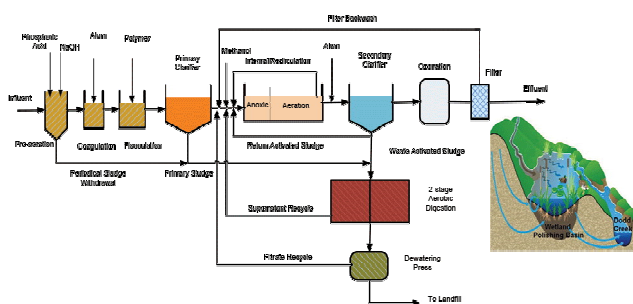 Filter Backwash
Phosphoric
Acid
NaOH
Alum
Polymer
Primary
Clarifier
Methanol
Internal Recirculation
Alum
Secondary
Clarifier
Ozonation
Filter
Influent
Anoxic
Aeration
Effluent
Pre-aeration
Coagulation
Flocculation
Return Activated Sludge
Waste Activated Sludge
Periodical Sludge
Withdrawal
Primary Sludge
2-stage
Aerobic
Digestion
Supernatant Recycle
Wetland
Polishing Basin
Dodd
Creek
Filtrate Recycle
Dewatering
Press
To Landfill